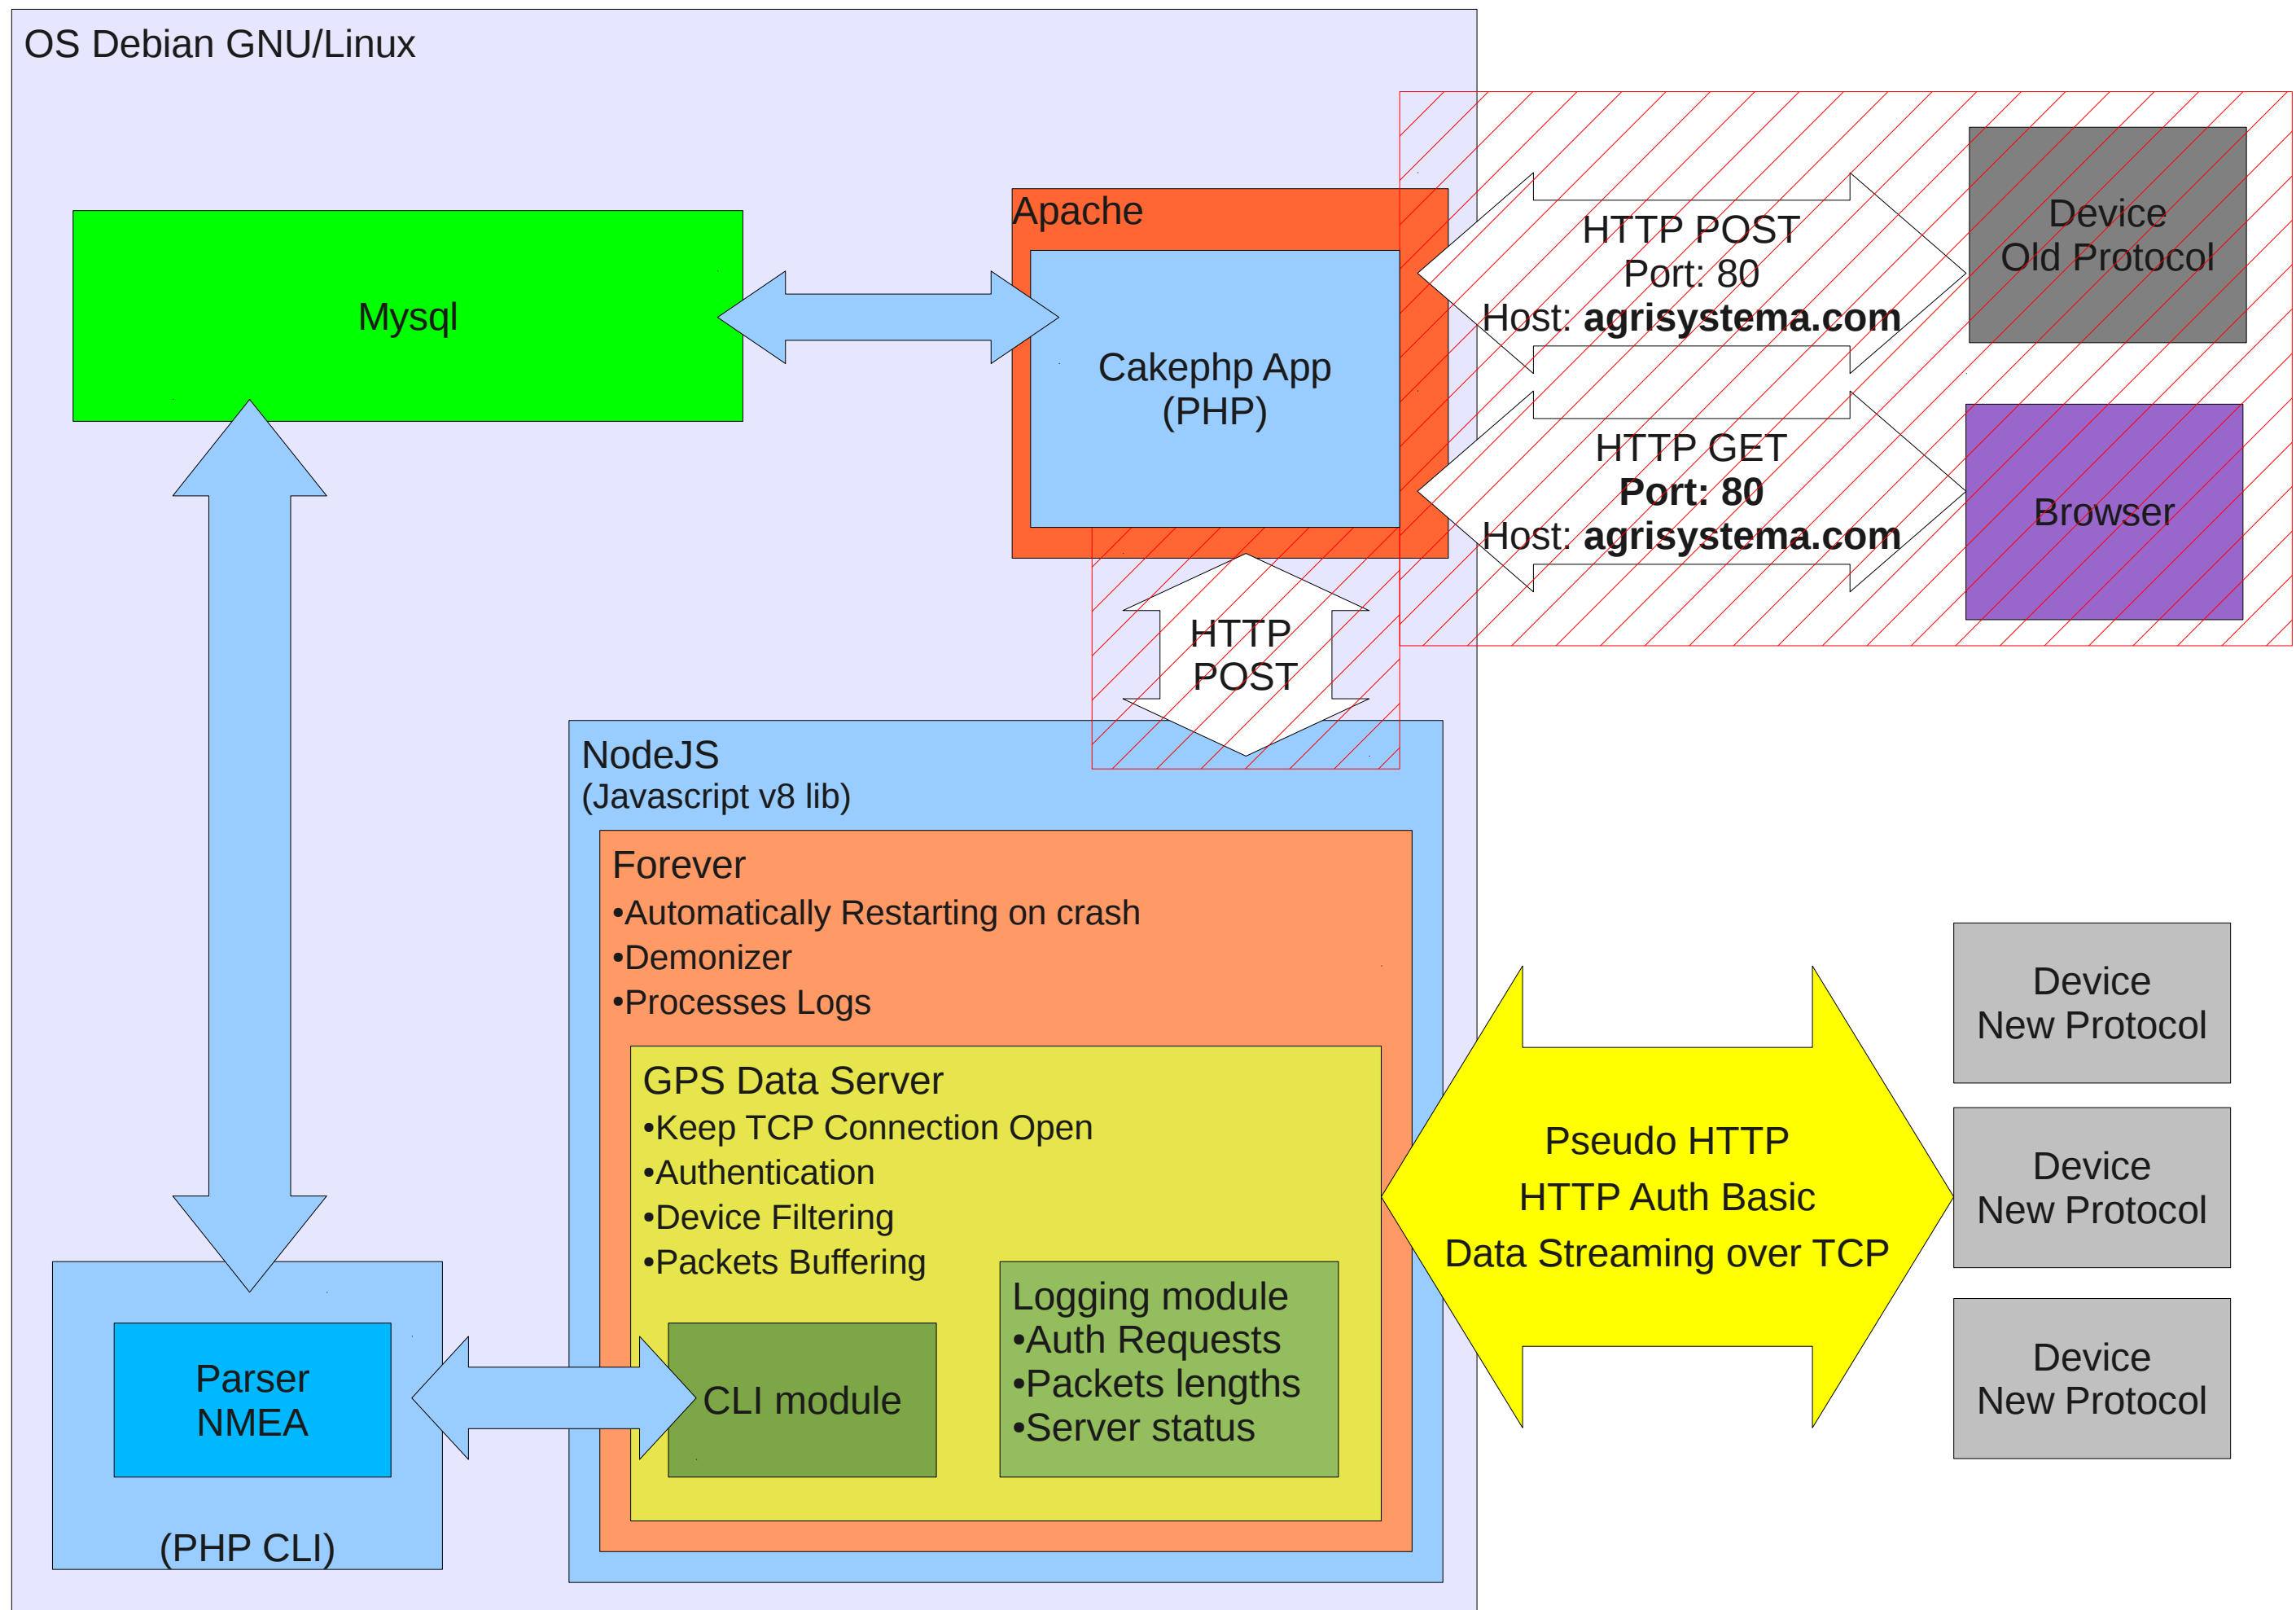 OS Debian GNU/Linux
Mysql
Apache
Cakephp App
(PHP)
HTTP POST
Port: 80
Host: agrisystema.com
Device
Old Protocol
HTTP GET
Port: 80
Host: agrisystema.com
Browser
HTTP
POST
NodeJS
(Javascript v8 lib)
Forever
•Automatically Restarting on crash
•Demonizer
•Processes Logs
GPS Data Server
•Keep TCP Connection Open
•Authentication
•Device Filtering
•Packets Buffering
CLI module
Logging module
•Auth Requests
•Packets lengths
•Server status
Parser
NMEA
(PHP CLI)
Pseudo HTTP
HTTP Auth Basic
Data Streaming over TCP
Device
New Protocol
Device
New Protocol
Device
New Protocol